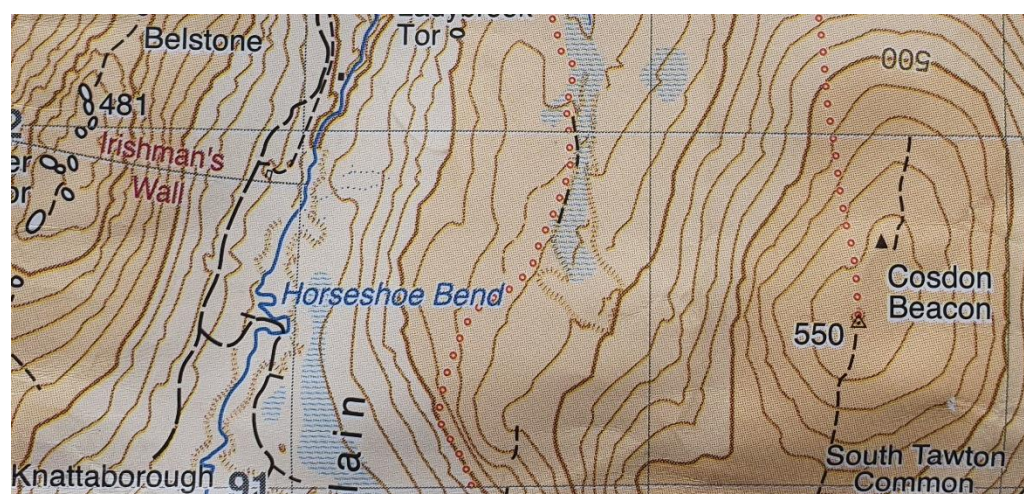 Belstone
Tor
500
481
Irishman's
Wall
Horseshoe Bend
Cosdon
Beacon
550
Knattaborough
91
South Tawton
Common